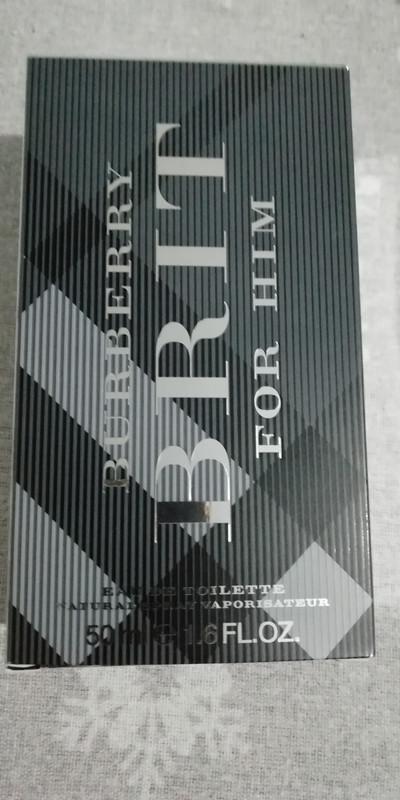 BURBERRY
BRIT
FOR HIM
EAU DE TOILETTE
NATURAL SPRAY VAPORISATEUR
50 ml ℮ 1.6 FL.OZ.